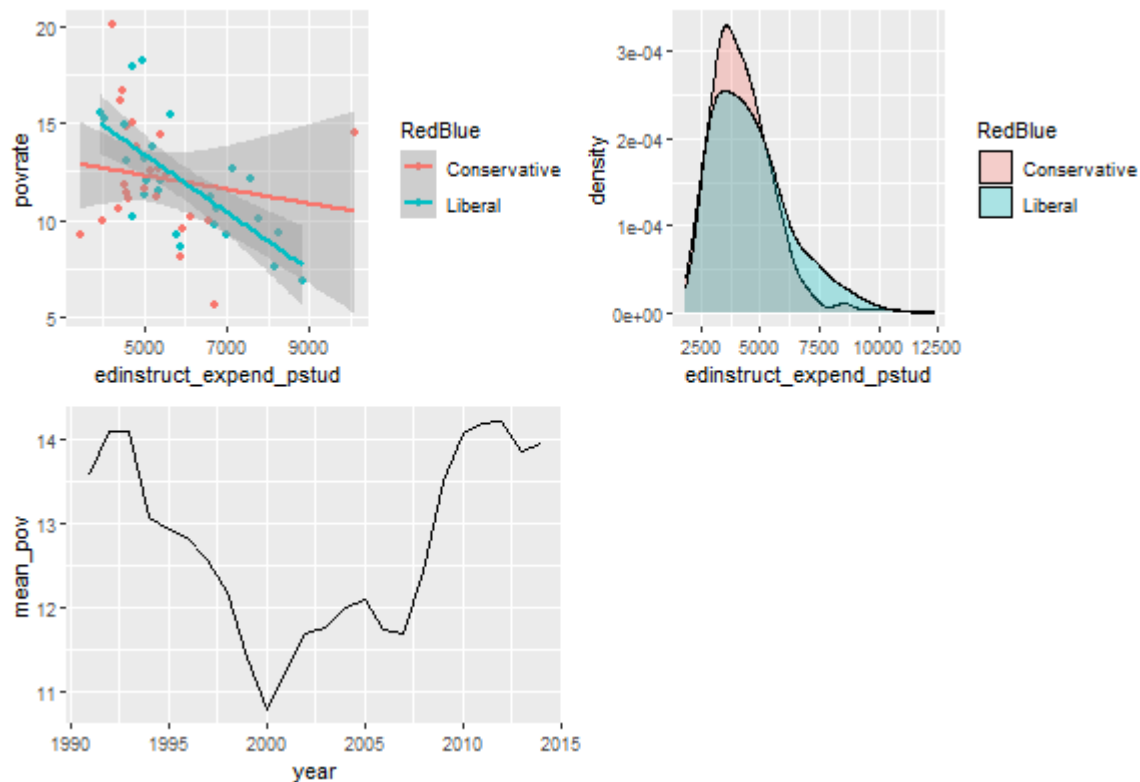 20
15
10
5
povrate
5000 7000 9000
edinstruct_expend_pstud
RedBlue
Conservative
Liberal
3e-04
2e-04
1e-04
0e+00
density
2500 5000 7500 10000 12500
edinstruct_expend_pstud
RedBlue
Conservative
Liberal
14
13
12
11
mean_pov
1990 1995 2000 2005 2010 2015
year